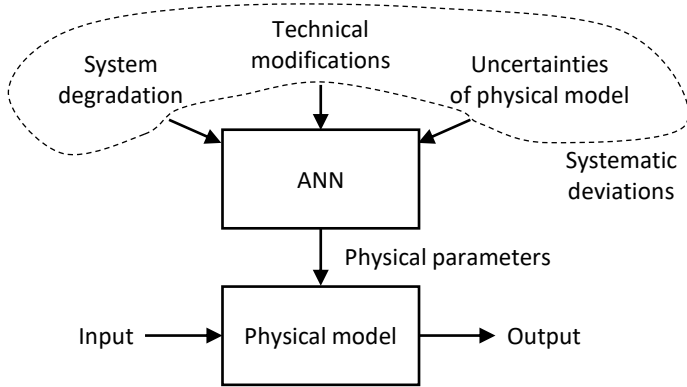 Technical
modifications
System
degradation
Uncertainties
of physical model
Systematic
deviations
ANN
Physical parameters
Input
Physical model
Output